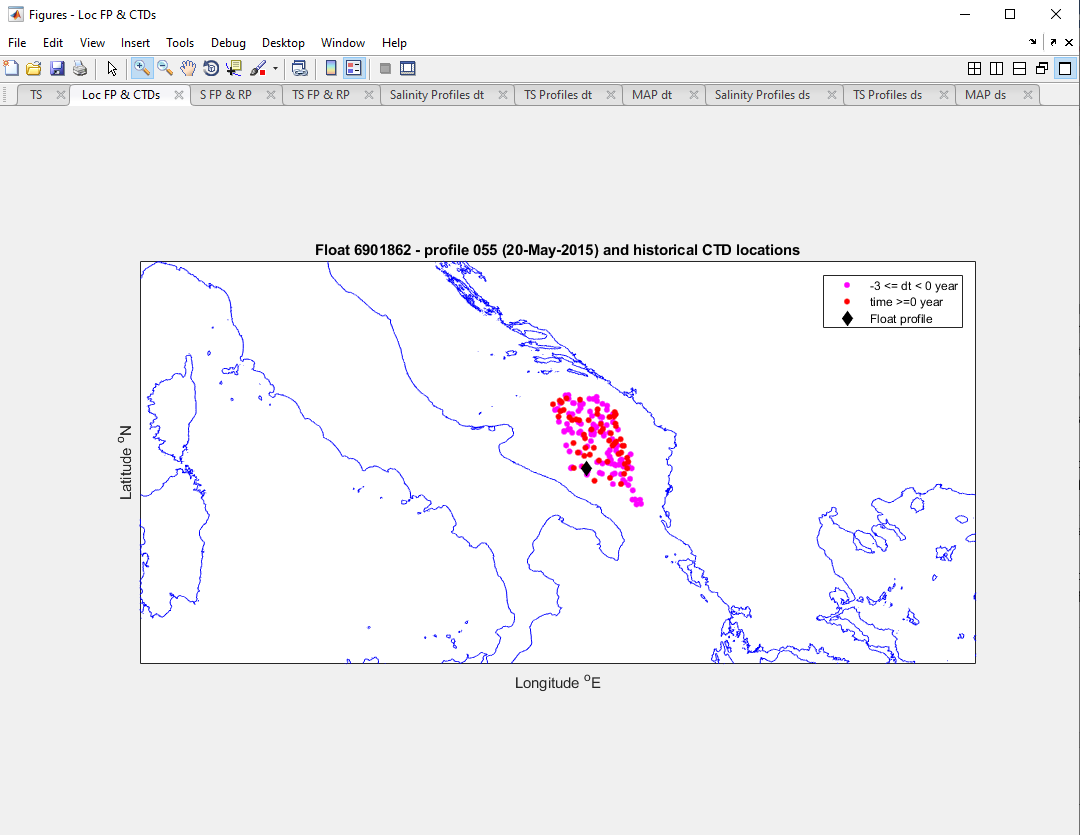 Figures - Loc FP & CTDs
File Edit View Insert Tools Debug Desktop Window Help
TS Loc FP & CTDs S FP & RP TS FP & RP Salinity Profiles dt TS Profiles dt MAP dt Salinity Profiles ds TS Profiles ds MAP ds
Float 6901862 - profile 055 (20-May-2015) and historical CTD locations
-3 <= dt < 0 year
time >=0 year
Float profile
Latitude °N
Longitude °E